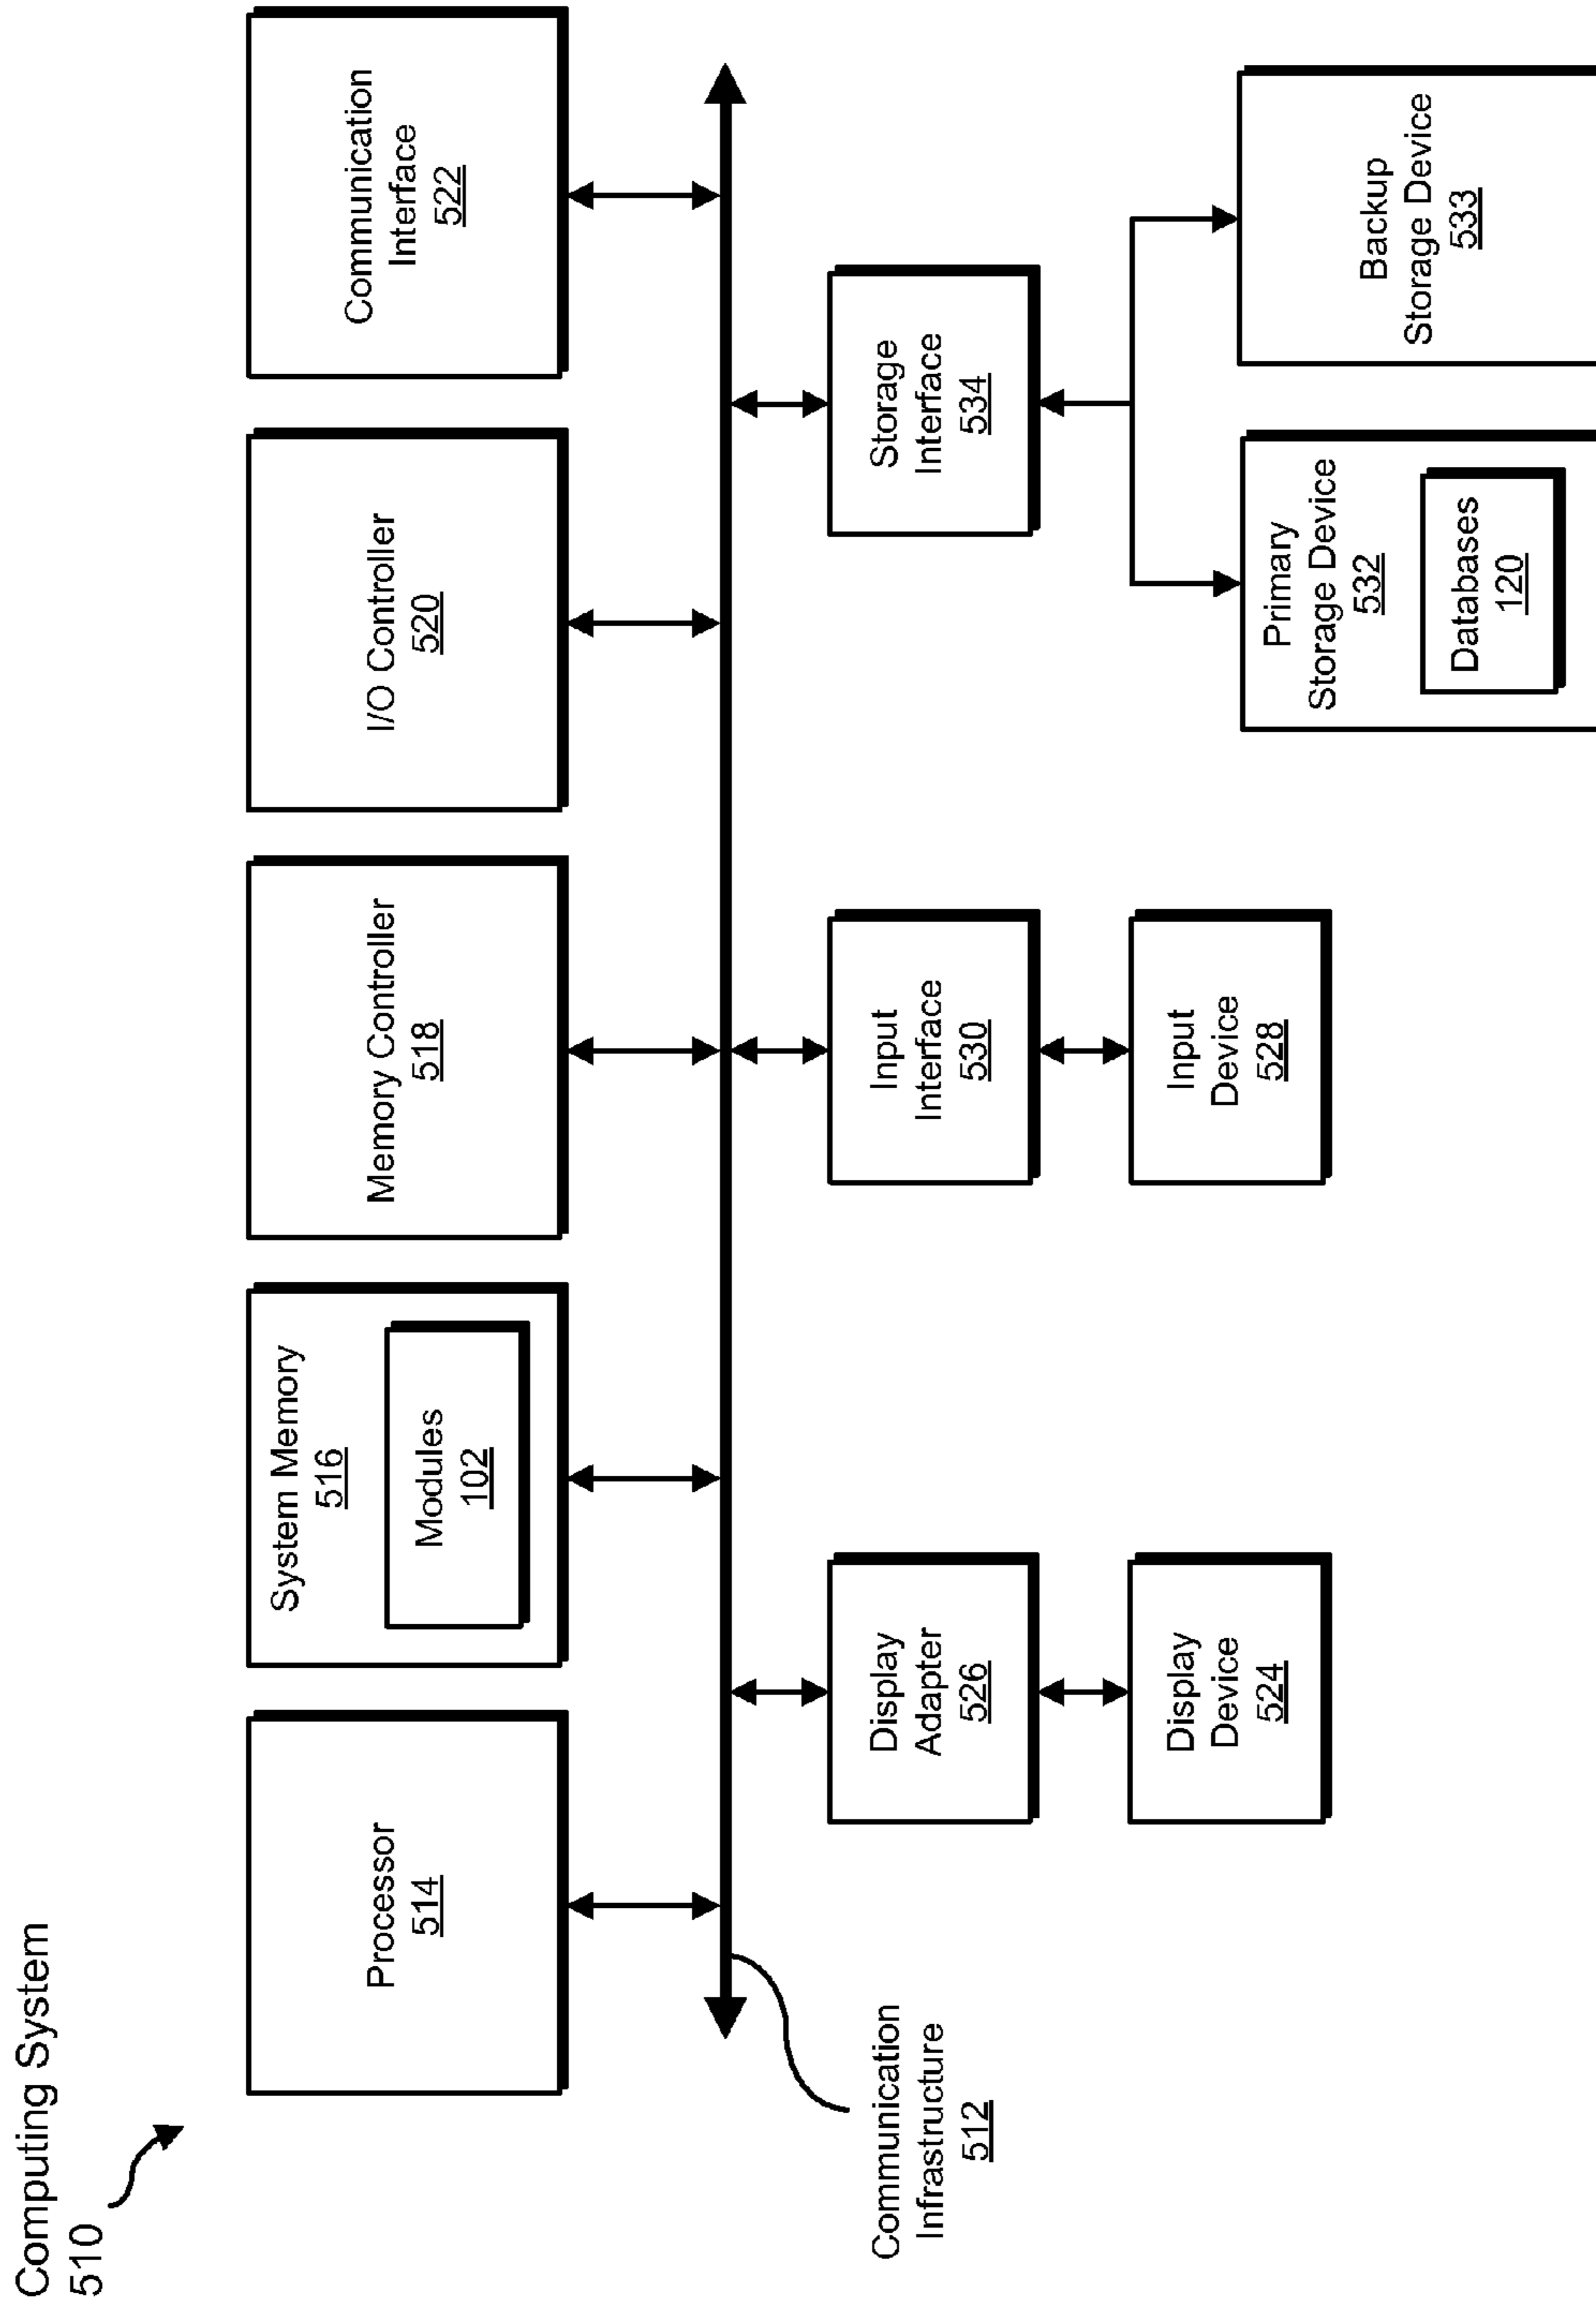 Computing System
510
Processor
514
System Memory
516
Modules
102
Memory Controller
518
I/O Controller
520
Communication
Interface
522
Communication
Infrastructure
512
Display
Adapter
526
Input
Interface
530
Storage
Interface
534
Display
Device
524
Input
Device
528
Primary
Storage Device
532
Databases
120
Backup
Storage Device
533